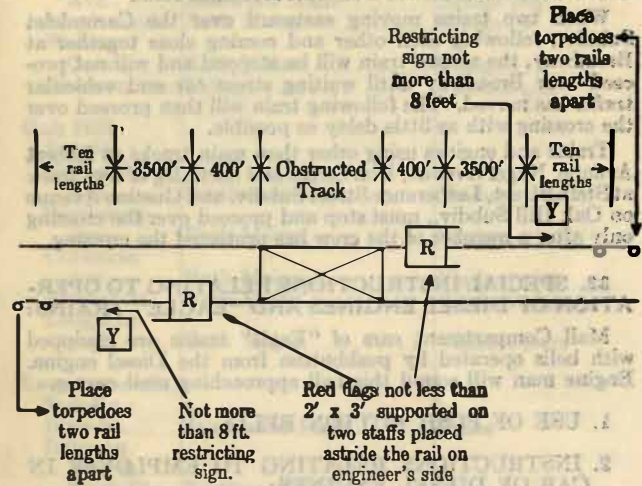 Place
torpedoes
two rails
lengths
apart
Restricting
sign not
more than
8 feet
Ten
rail
lengths
3500'
400'
Obstructed
Track
400'
3500'
Ten
rail
lengths
Y
R
R
Y
Place
torpedoes
two rail
lengths
apart
Not more
than 8 ft.
restricting
sign.
Red flags not less than
2' x 3' supported on
two staffs placed
astride the rail on
engineer's side